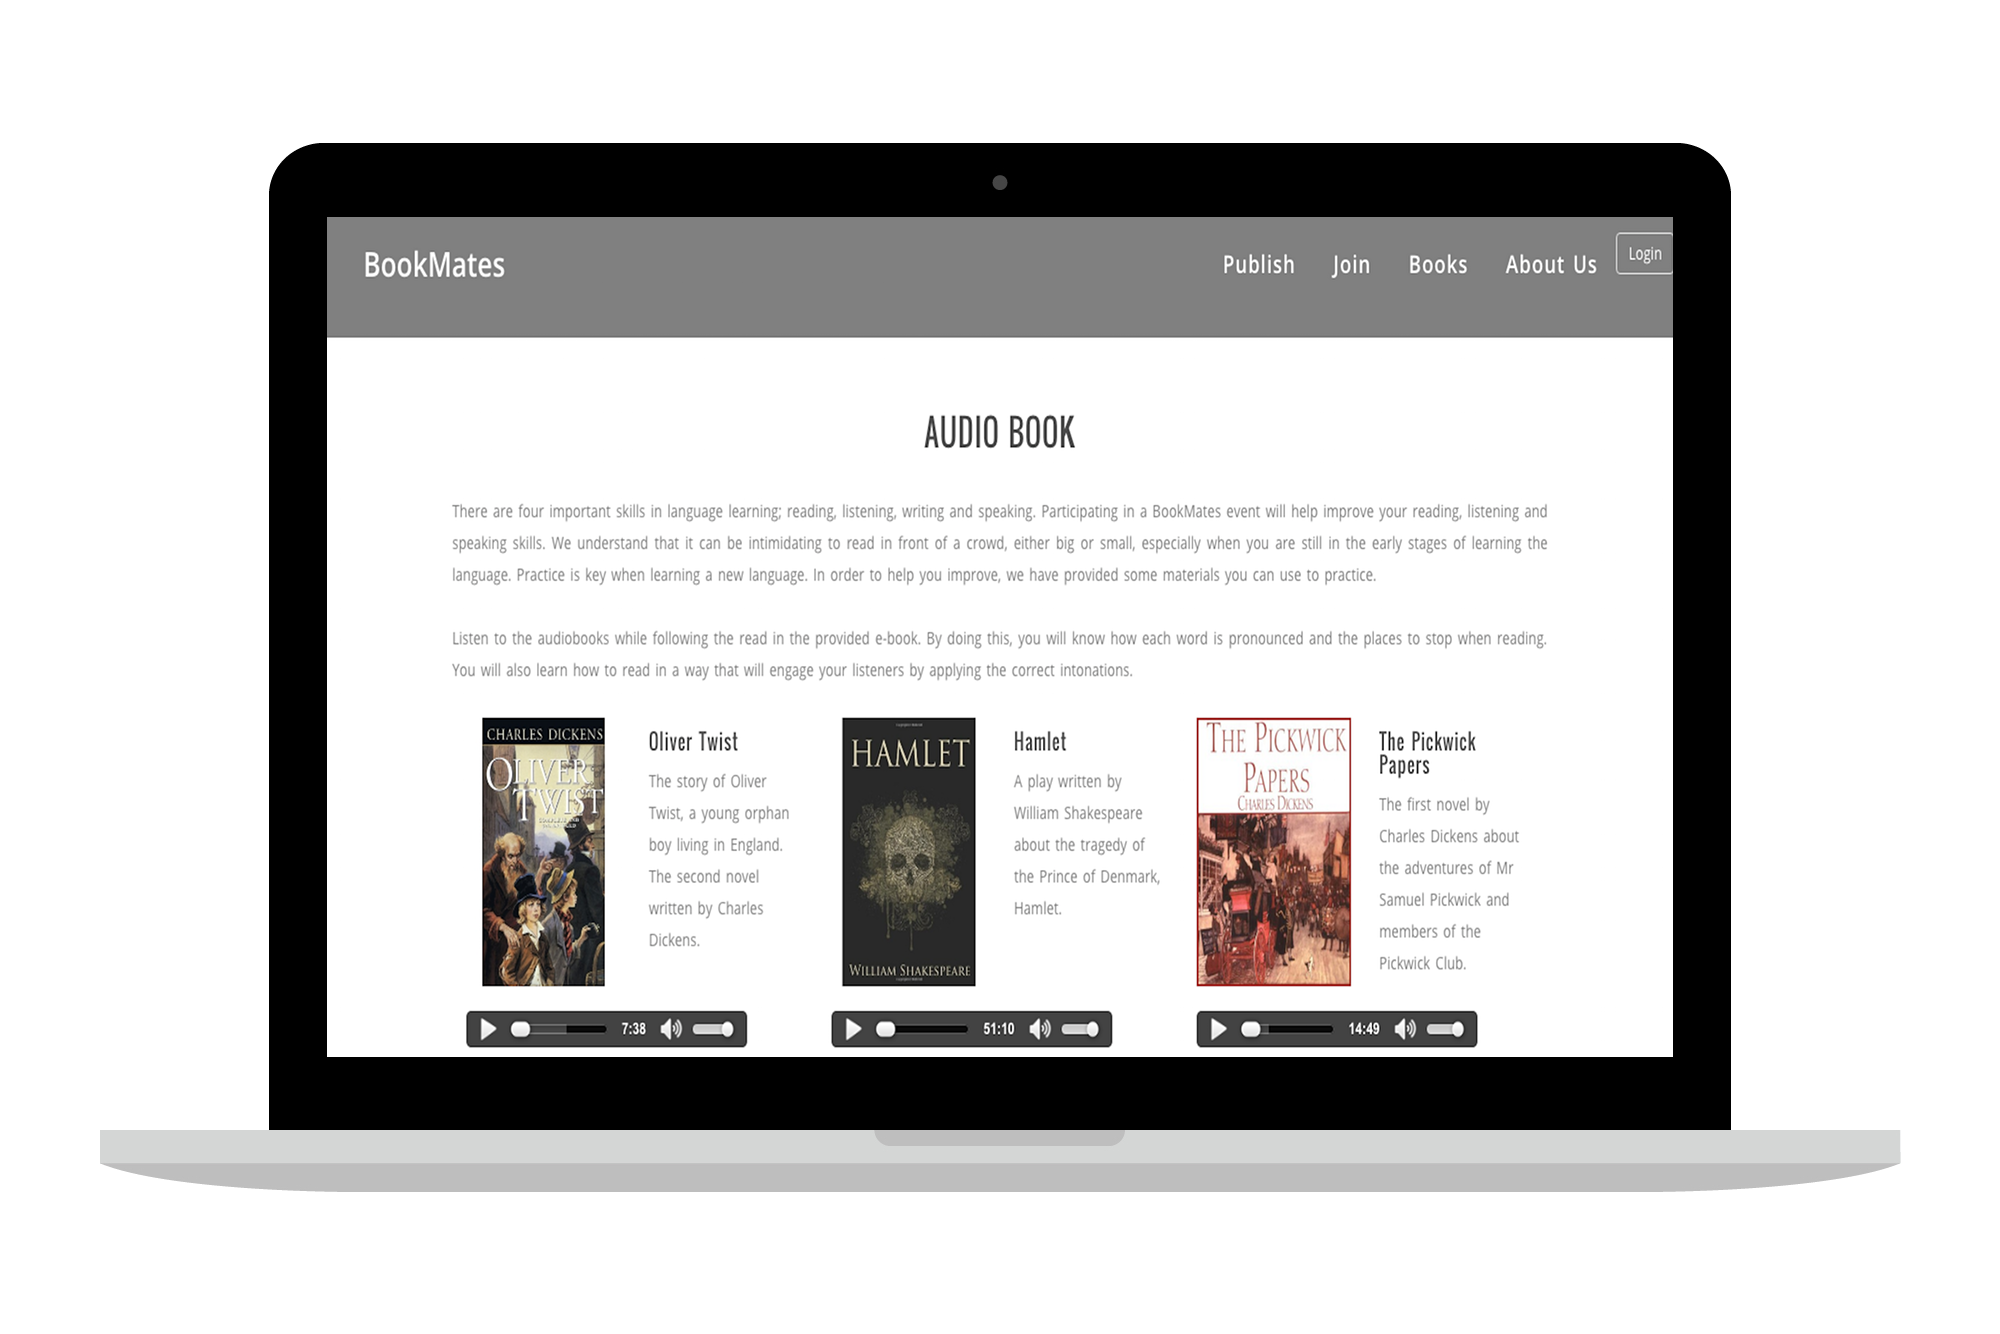 BookMates
Publish Join Books About Us Login
AUDIO BOOK
There are four important skills in language learning; reading, listening, writing and speaking. Participating in a BookMates event will help improve your reading, listening and
speaking skills. We understand that it can be intimidating to read in front of a crowd, either big or small, especially when you are still in the early stages of learning the
language. Practice is key when learning a new language. In order to help you improve, we have provided some materials you can use to practice.
Listen to the audiobooks while following the read in the provided e-book. By doing this, you will know how each word is pronounced and the places to stop when reading.
You will also learn how to read in a way that will engage your listeners by applying the correct intonations.
CHARLES DICKENS
OLIVER
TWIST
Oliver Twist
The story of Oliver
Twist, a young orphan
boy living in England.
The second novel
written by Charles
Dickens.
7:38
HAMLET
WILLIAM SHAKESPEARE
Hamlet
A play written by
William Shakespeare
about the tragedy of
the Prince of Denmark,
Hamlet.
51:10
THE PICKWICK
PAPERS
CHARLES DICKENS
The Pickwick
Papers
The first novel by
Charles Dickens about
the adventures of Mr
Samuel Pickwick and
members of the
Pickwick Club.
14:49